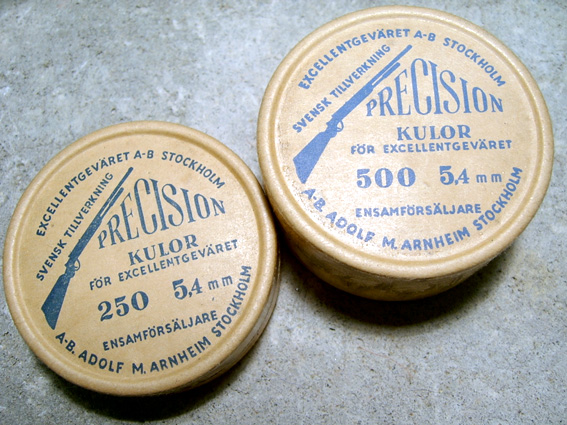 EXCELLENTGEVÄRET A-B STOCKHOLM
SVENSK TILLVERKNING
PRECISION
KULOR
FÖR EXCELLENTGEVÄRET
250 5,4 mm
ENSAMFÖRSÄLJARE
A-B. ADOLF M. ARNHEIM STOCKHOLM
EXCELLENTGEVÄRET A-B STOCKHOLM
SVENSK TILLVERKNING
PRECISION
KULOR
FÖR EXCELLENTGEVÄRET
500 5,4 mm
ENSAMFÖRSÄLJARE
A-B. ADOLF M. ARNHEIM STOCKHOLM